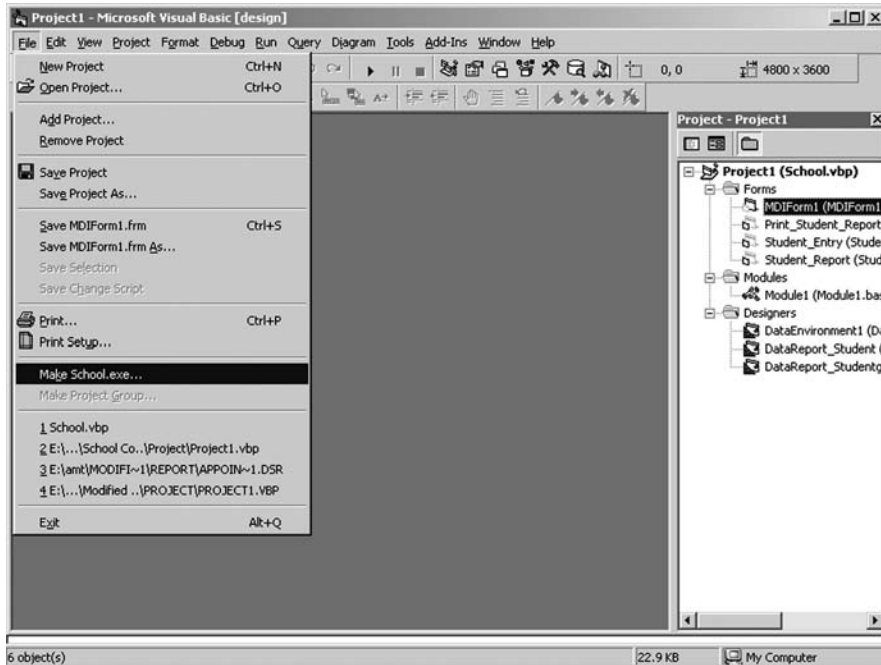 Project1 - Microsoft Visual Basic [design]
File Edit View Project Format Debug Run Query Diagram Tools Add-Ins Window Help
0, 0 4800 x 3600
New Project Ctrl+N
Open Project... Ctrl+O
Add Project...
Remove Project
Save Project
Save Project As...
Save MDIForm1.frm Ctrl+S
Save MDIForm1.frm As...
Save Selection
Save Change Script
Print... Ctrl+P
Print Setup...
Make School.exe...
Make Project Group...
1 School.vbp
2 E:\...\School Co..\Project\Project1.vbp
3 E:\amt\MODIFI~1\REPORT\APPOIN~1.DSR
4 E:\...\Modified ..\PROJECT\PROJECT1.VBP
Exit Alt+Q
Project - Project1
Project1 (School.vbp)
Forms
MDIForm1 (MDIForm1
Print_Student_Report
Student_Entry (Stude
Student_Report (Stud
Modules
Module1 (Module1.bas
Designers
DataEnvironment1 (Da
DataReport_Student (
DataReport_Studentg
6 object(s) 22.9 KB My Computer